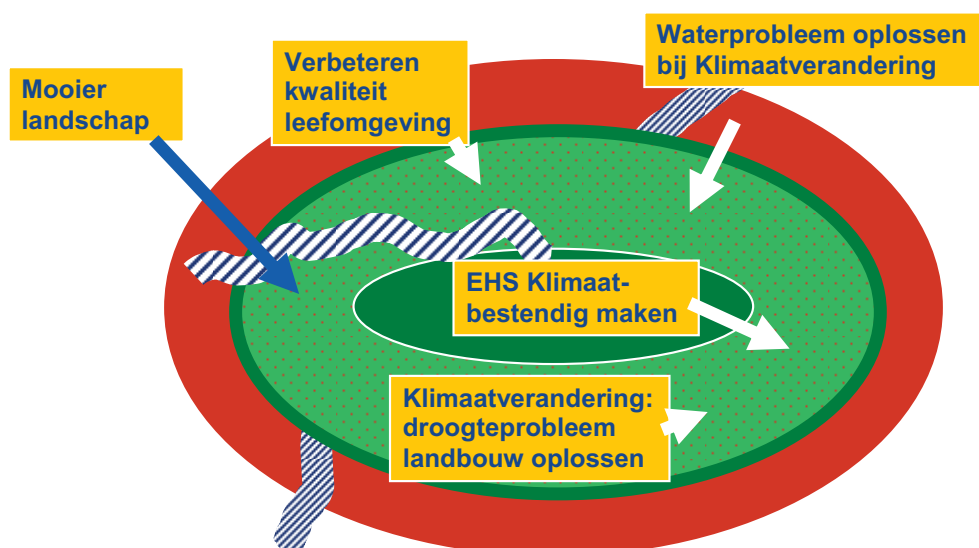 Mooier
landschap
Verbeteren
kwaliteit
leefomgeving
Waterprobleem oplossen
bij Klimaatverandering
EHS Klimaat-
bestendig maken
Klimaatverandering:
droogteprobleem
landbouw oplossen